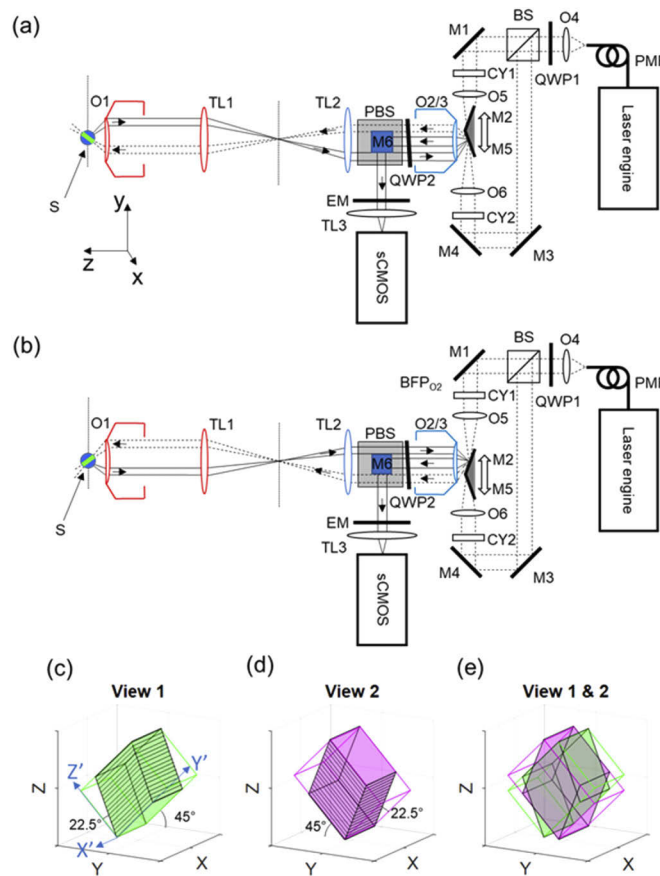 (a)
M1
BS
O4
CY1
QWP1
PMF
O5
O1
TL1
TL2
PBS
O2/3
M2
M6
M5
Laser engine
QWP2
S
EM
O6
TL3
CY2
y
z
x
sCMOS
M4
M3
(b)
M1
BS
O4
BFPO2
CY1
QWP1
PMF
O5
O1
TL1
TL2
PBS
O2/3
M2
M6
M5
Laser engine
QWP2
S
EM
O6
TL3
CY2
sCMOS
M4
M3
(c)
(d)
(e)
View 1
View 2
View 1 & 2
Z'
Y'
Z
22.5°
45°
X'
Y
X
Z
45°
22.5°
Y
X
Z
Y
X